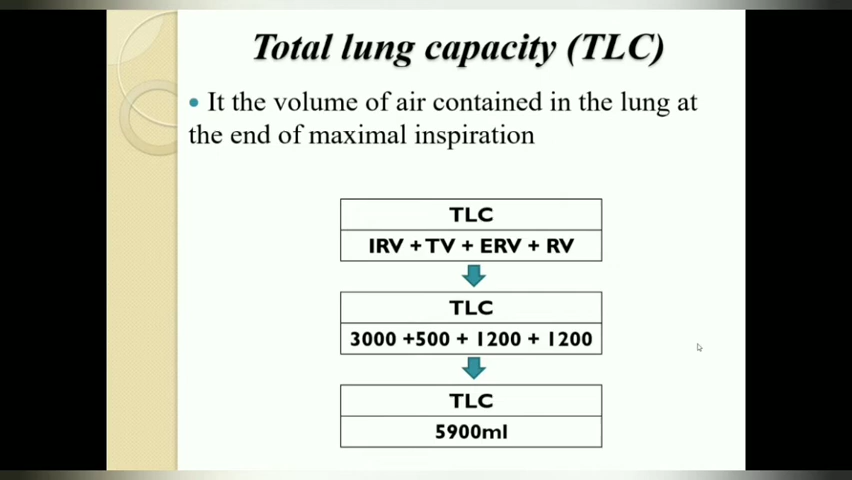 Total lung capacity (TLC)
• It the volume of air contained in the lung at
the end of maximal inspiration
TLC
IRV + TV + ERV + RV
TLC
3000 +500 + 1200 + 1200
TLC
5900ml